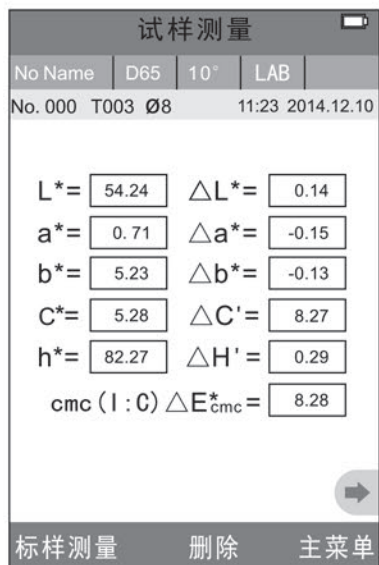 试样测量
No Name D65 10° LAB
No. 000 T003 Ø8 11:23 2014.12.10
L*= 54.24 △L*= 0.14
a*= 0.71 △a*= -0.15
b*= 5.23 △b*= -0.13
C*= 5.28 △C'= 8.27
h*= 82.27 △H'= 0.29
cmc(l:C)△E*cmc= 8.28
标样测量 删除 主菜单